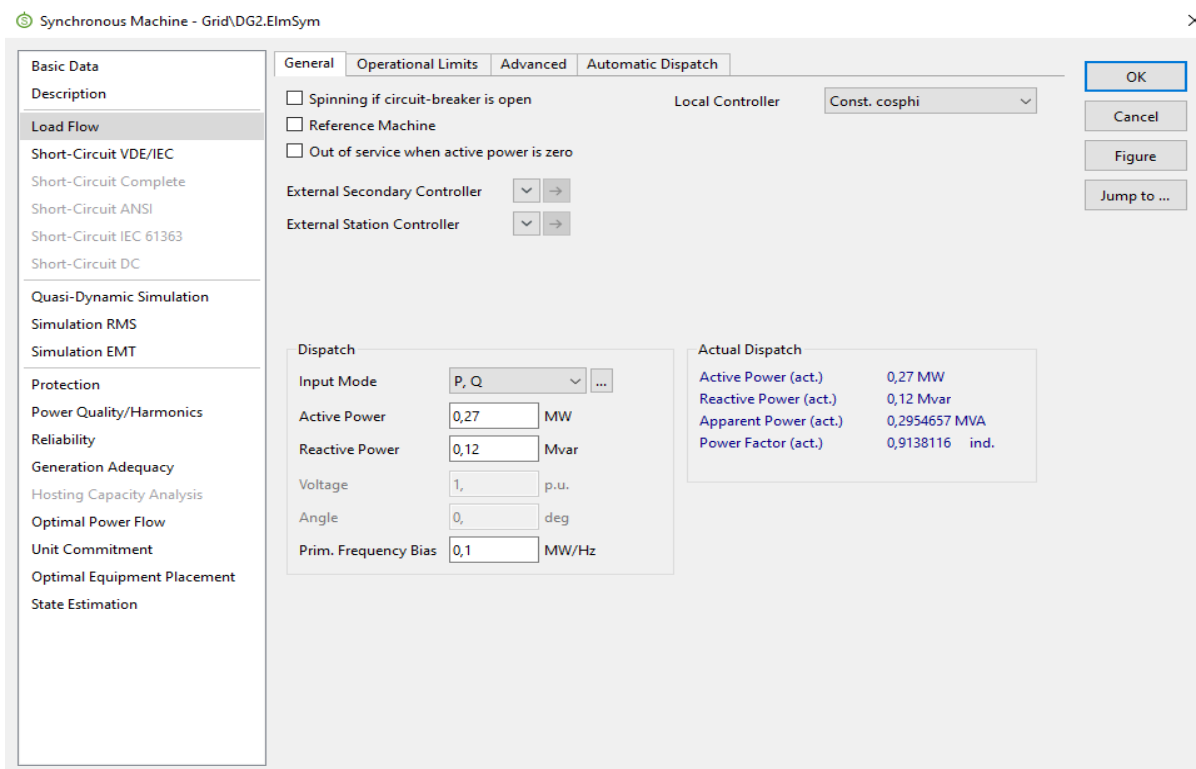 Synchronous Machine - Grid\DG2.ElmSym
Basic Data
Description
Load Flow
Short-Circuit VDE/IEC
Short-Circuit Complete
Short-Circuit ANSI
Short-Circuit IEC 61363
Short-Circuit DC
Quasi-Dynamic Simulation
Simulation RMS
Simulation EMT
Protection
Power Quality/Harmonics
Reliability
Generation Adequacy
Hosting Capacity Analysis
Optimal Power Flow
Unit Commitment
Optimal Equipment Placement
State Estimation
General Operational Limits Advanced Automatic Dispatch
Spinning if circuit-breaker is open
Reference Machine
Out of service when active power is zero
Local Controller Const. cosphi
External Secondary Controller
External Station Controller
Dispatch
Input Mode P, Q ...
Active Power 0,27 MW
Reactive Power 0,12 Mvar
Voltage 1, p.u.
Angle 0, deg
Prim. Frequency Bias 0,1 MW/Hz
Actual Dispatch
Active Power (act.) 0,27 MW
Reactive Power (act.) 0,12 Mvar
Apparent Power (act.) 0,2954657 MVA
Power Factor (act.) 0,9138116 ind.
OK
Cancel
Figure
Jump to ...